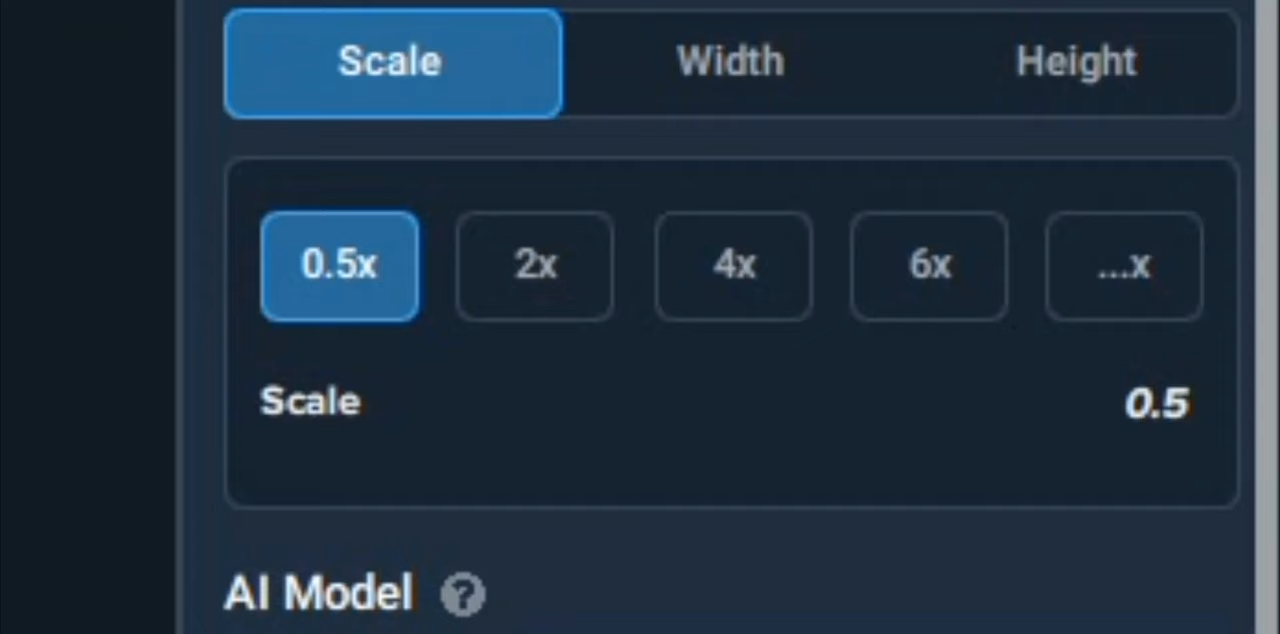 Scale Width Height
0.5x 2x 4x 6x ...x
Scale 0.5
AI Model ?